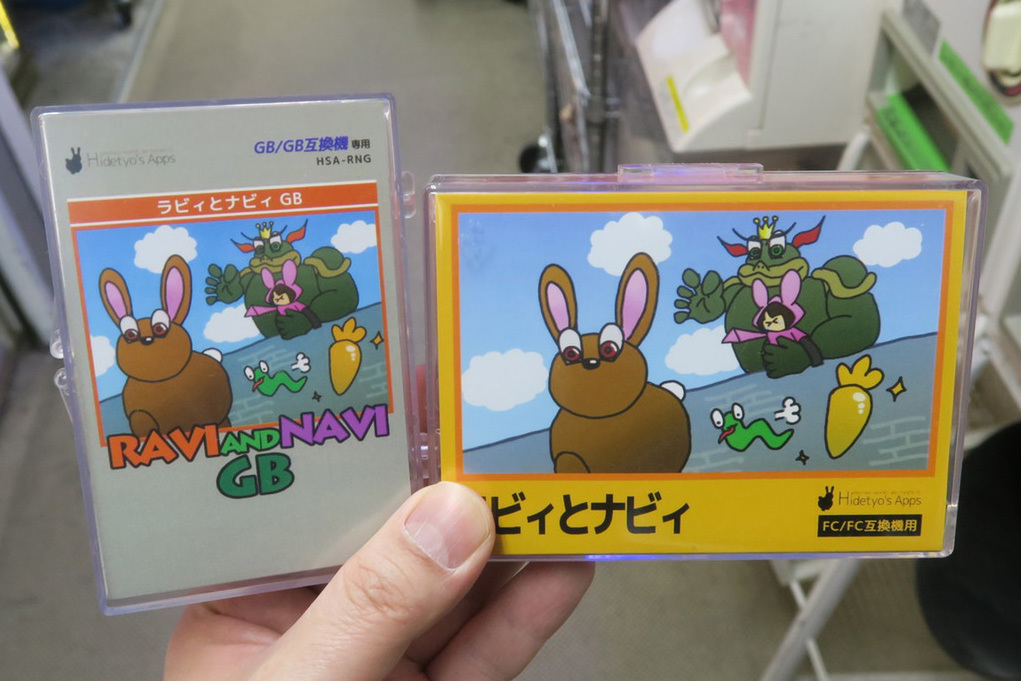 Hidetyo's Apps
GB/GB互換機 専用
HSA-RNG
ラビィとナビィ GB
RAVI AND NAVI
GB
ビィとナビィ
Hidetyo's Apps
FC/FC互換機用